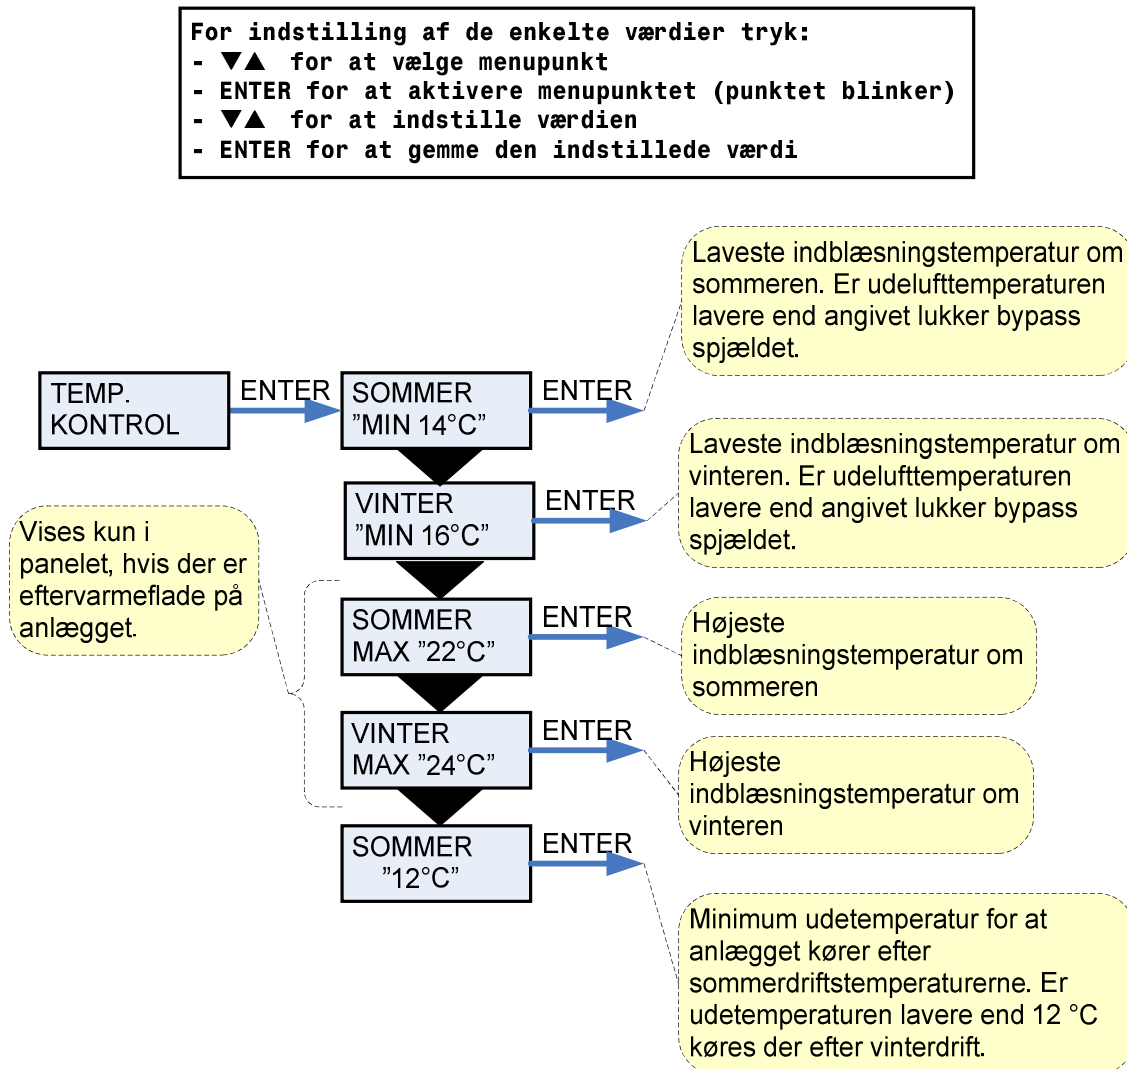 For indstilling af de enkelte værdier tryk:
- ▼▲ for at vælge menupunkt
- ENTER for at aktivere menupunktet (punktet blinker)
- ▼▲ for at indstille værdien
- ENTER for at gemme den indstillede værdi
Laveste indblæsningstemperatur om
sommeren. Er udelufttemperaturen
lavere end angivet lukker bypass
spjældet.
TEMP.
KONTROL
ENTER
SOMMER
”MIN 14°C”
ENTER
Laveste indblæsningstemperatur om
vinteren. Er udelufttemperaturen
lavere end angivet lukker bypass
spjældet.
VINTER
”MIN 16°C”
ENTER
Vises kun i
panelet, hvis der er
eftervarmeflade på
anlægget.
SOMMER
MAX ”22°C”
ENTER
Højeste
indblæsningstemperatur om
sommeren
VINTER
MAX ”24°C”
ENTER
Højeste
indblæsningstemperatur om
vinteren
SOMMER
”12°C”
ENTER
Minimum udetemperatur for at
anlægget kører efter
sommerdriftstemperaturerne. Er
udetemperaturen lavere end 12 °C
køres der efter vinterdrift.